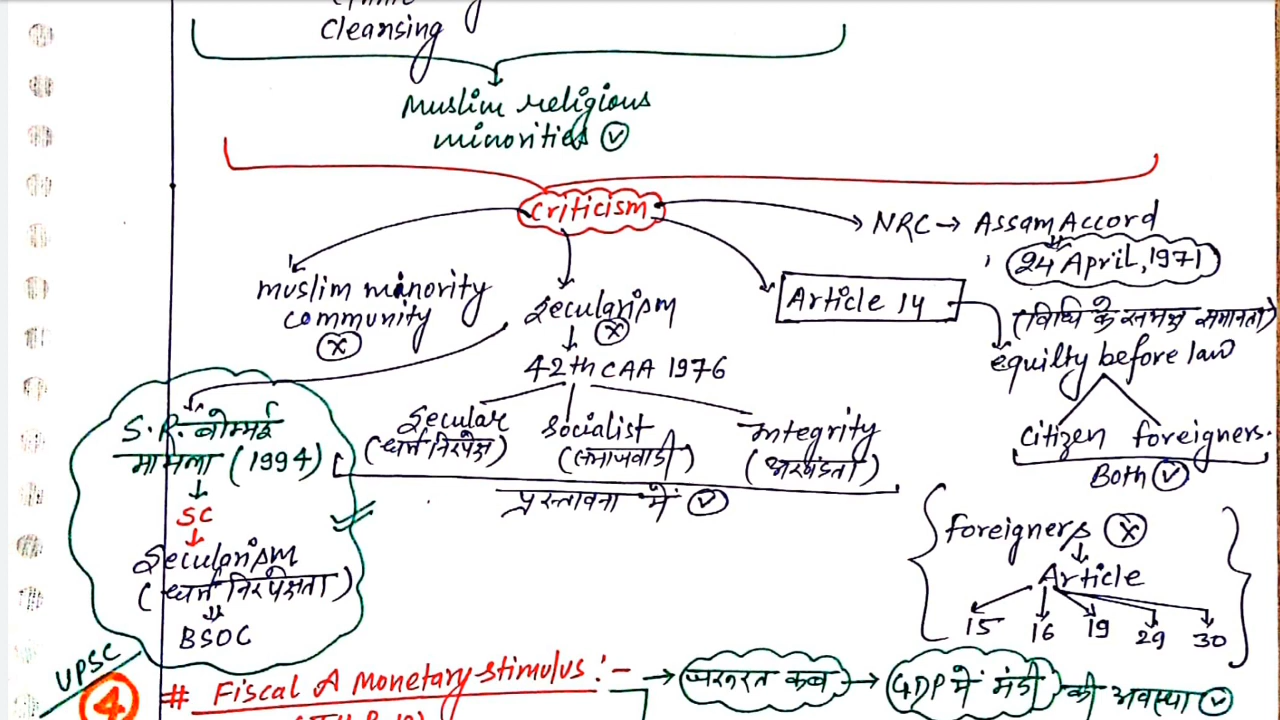 Cleansing
Muslim religious
minorities
Criticism
NRC → Assam Accord
24 April, 1971
muslim minority
community
Secularism
Article 14
(विधि के समक्ष समानता)
equilty before law
42th CAA 1976
Secular
(धर्म निरपेक्ष)
Socialist
(समाजवादी)
Integrity
(अखंडता)
प्रस्तावना में
Citizen foreigners.
Both
S.R. बोम्मई
मामला (1994)
SC
Secularism
(धर्म निरपेक्षता)
BSOC
foreigners
Article
15 16 19 29 30
UPSC
4
# Fiscal & Monetary stimulus :- → जरूरत कब → GDP में मंदी की अवस्था